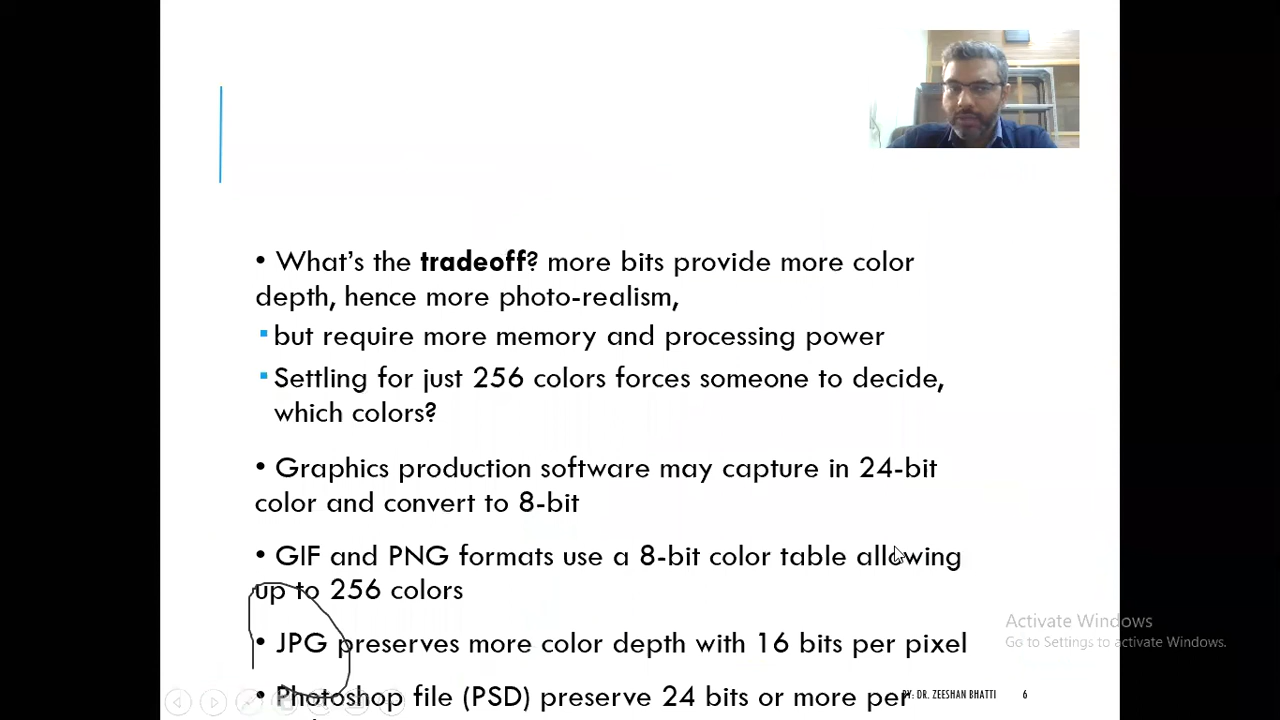 • What’s the tradeoff? more bits provide more color
depth, hence more photo-realism,
▪ but require more memory and processing power
▪ Settling for just 256 colors forces someone to decide,
which colors?
• Graphics production software may capture in 24-bit
color and convert to 8-bit
• GIF and PNG formats use a 8-bit color table allowing
up to 256 colors
• JPG preserves more color depth with 16 bits per pixel
• Photoshop file (PSD) preserve 24 bits or more per
BY: DR. ZEESHAN BHATTI 6
Activate Windows
Go to Settings to activate Windows.